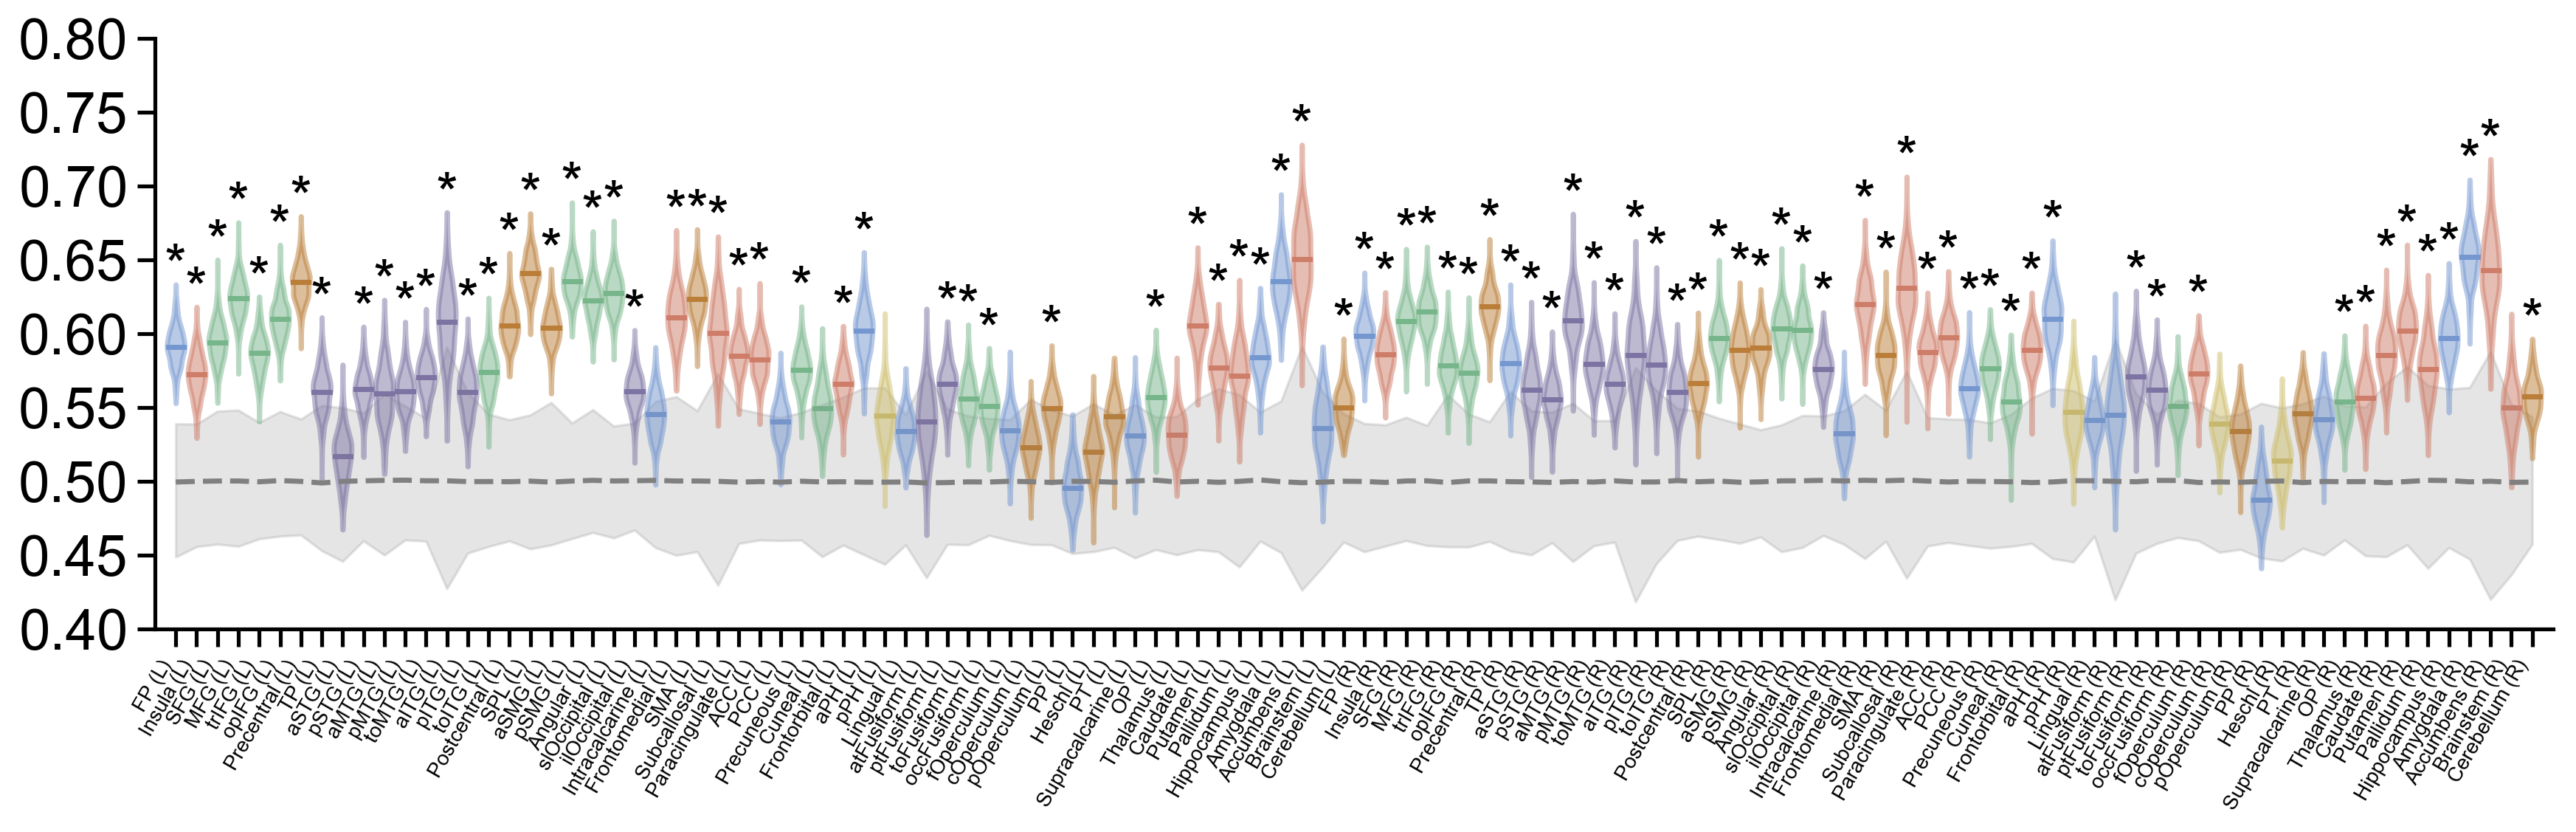 0.80
0.75
0.70
0.65
0.60
0.55
0.50
0.45
0.40
FP (L)
Insula (L)
SFG (L)
MFG (L)
trIFG (L)
opIFG (L)
Precentral (L)
TP (L)
aSTG (L)
pSTG (L)
aMTG (L)
pMTG (L)
toMTG (L)
aITG (L)
pITG (L)
toITG (L)
Postcentral (L)
SPL (L)
aSMG (L)
pSMG (L)
Angular (L)
slOccipital (L)
ilOccipital (L)
Intracalcarine (L)
Frontomedial (L)
SMA (L)
Subcallosal (L)
Paracingulate (L)
ACC (L)
PCC (L)
Precuneous (L)
Cuneal (L)
Frontorbital (L)
aPH (L)
pPH (L)
Lingual (L)
atFusiform (L)
ptFusiform (L)
toFusiform (L)
occFusiform (L)
fOperculum (L)
cOperculum (L)
pOperculum (L)
PP (L)
Heschl (L)
PT (L)
Supracalcarine (L)
OP (L)
Thalamus (L)
Caudate (L)
Putamen (L)
Pallidum (L)
Hippocampus (L)
Amygdala (L)
Accumbens (L)
Brainstem (L)
Cerebellum (L)
FP (R)
Insula (R)
SFG (R)
MFG (R)
trIFG (R)
opIFG (R)
Precentral (R)
TP (R)
aSTG (R)
pSTG (R)
aMTG (R)
pMTG (R)
toMTG (R)
aITG (R)
pITG (R)
toITG (R)
Postcentral (R)
SPL (R)
aSMG (R)
pSMG (R)
Angular (R)
slOccipital (R)
ilOccipital (R)
Intracalcarine (R)
Frontomedial (R)
SMA (R)
Subcallosal (R)
Paracingulate (R)
ACC (R)
PCC (R)
Precuneous (R)
Cuneal (R)
Frontorbital (R)
aPH (R)
pPH (R)
Lingual (R)
atFusiform (R)
ptFusiform (R)
toFusiform (R)
occFusiform (R)
fOperculum (R)
cOperculum (R)
pOperculum (R)
PP (R)
Heschl (R)
PT (R)
Supracalcarine (R)
OP (R)
Thalamus (R)
Caudate (R)
Putamen (R)
Pallidum (R)
Hippocampus (R)
Amygdala (R)
Accumbens (R)
Brainstem (R)
Cerebellum (R)